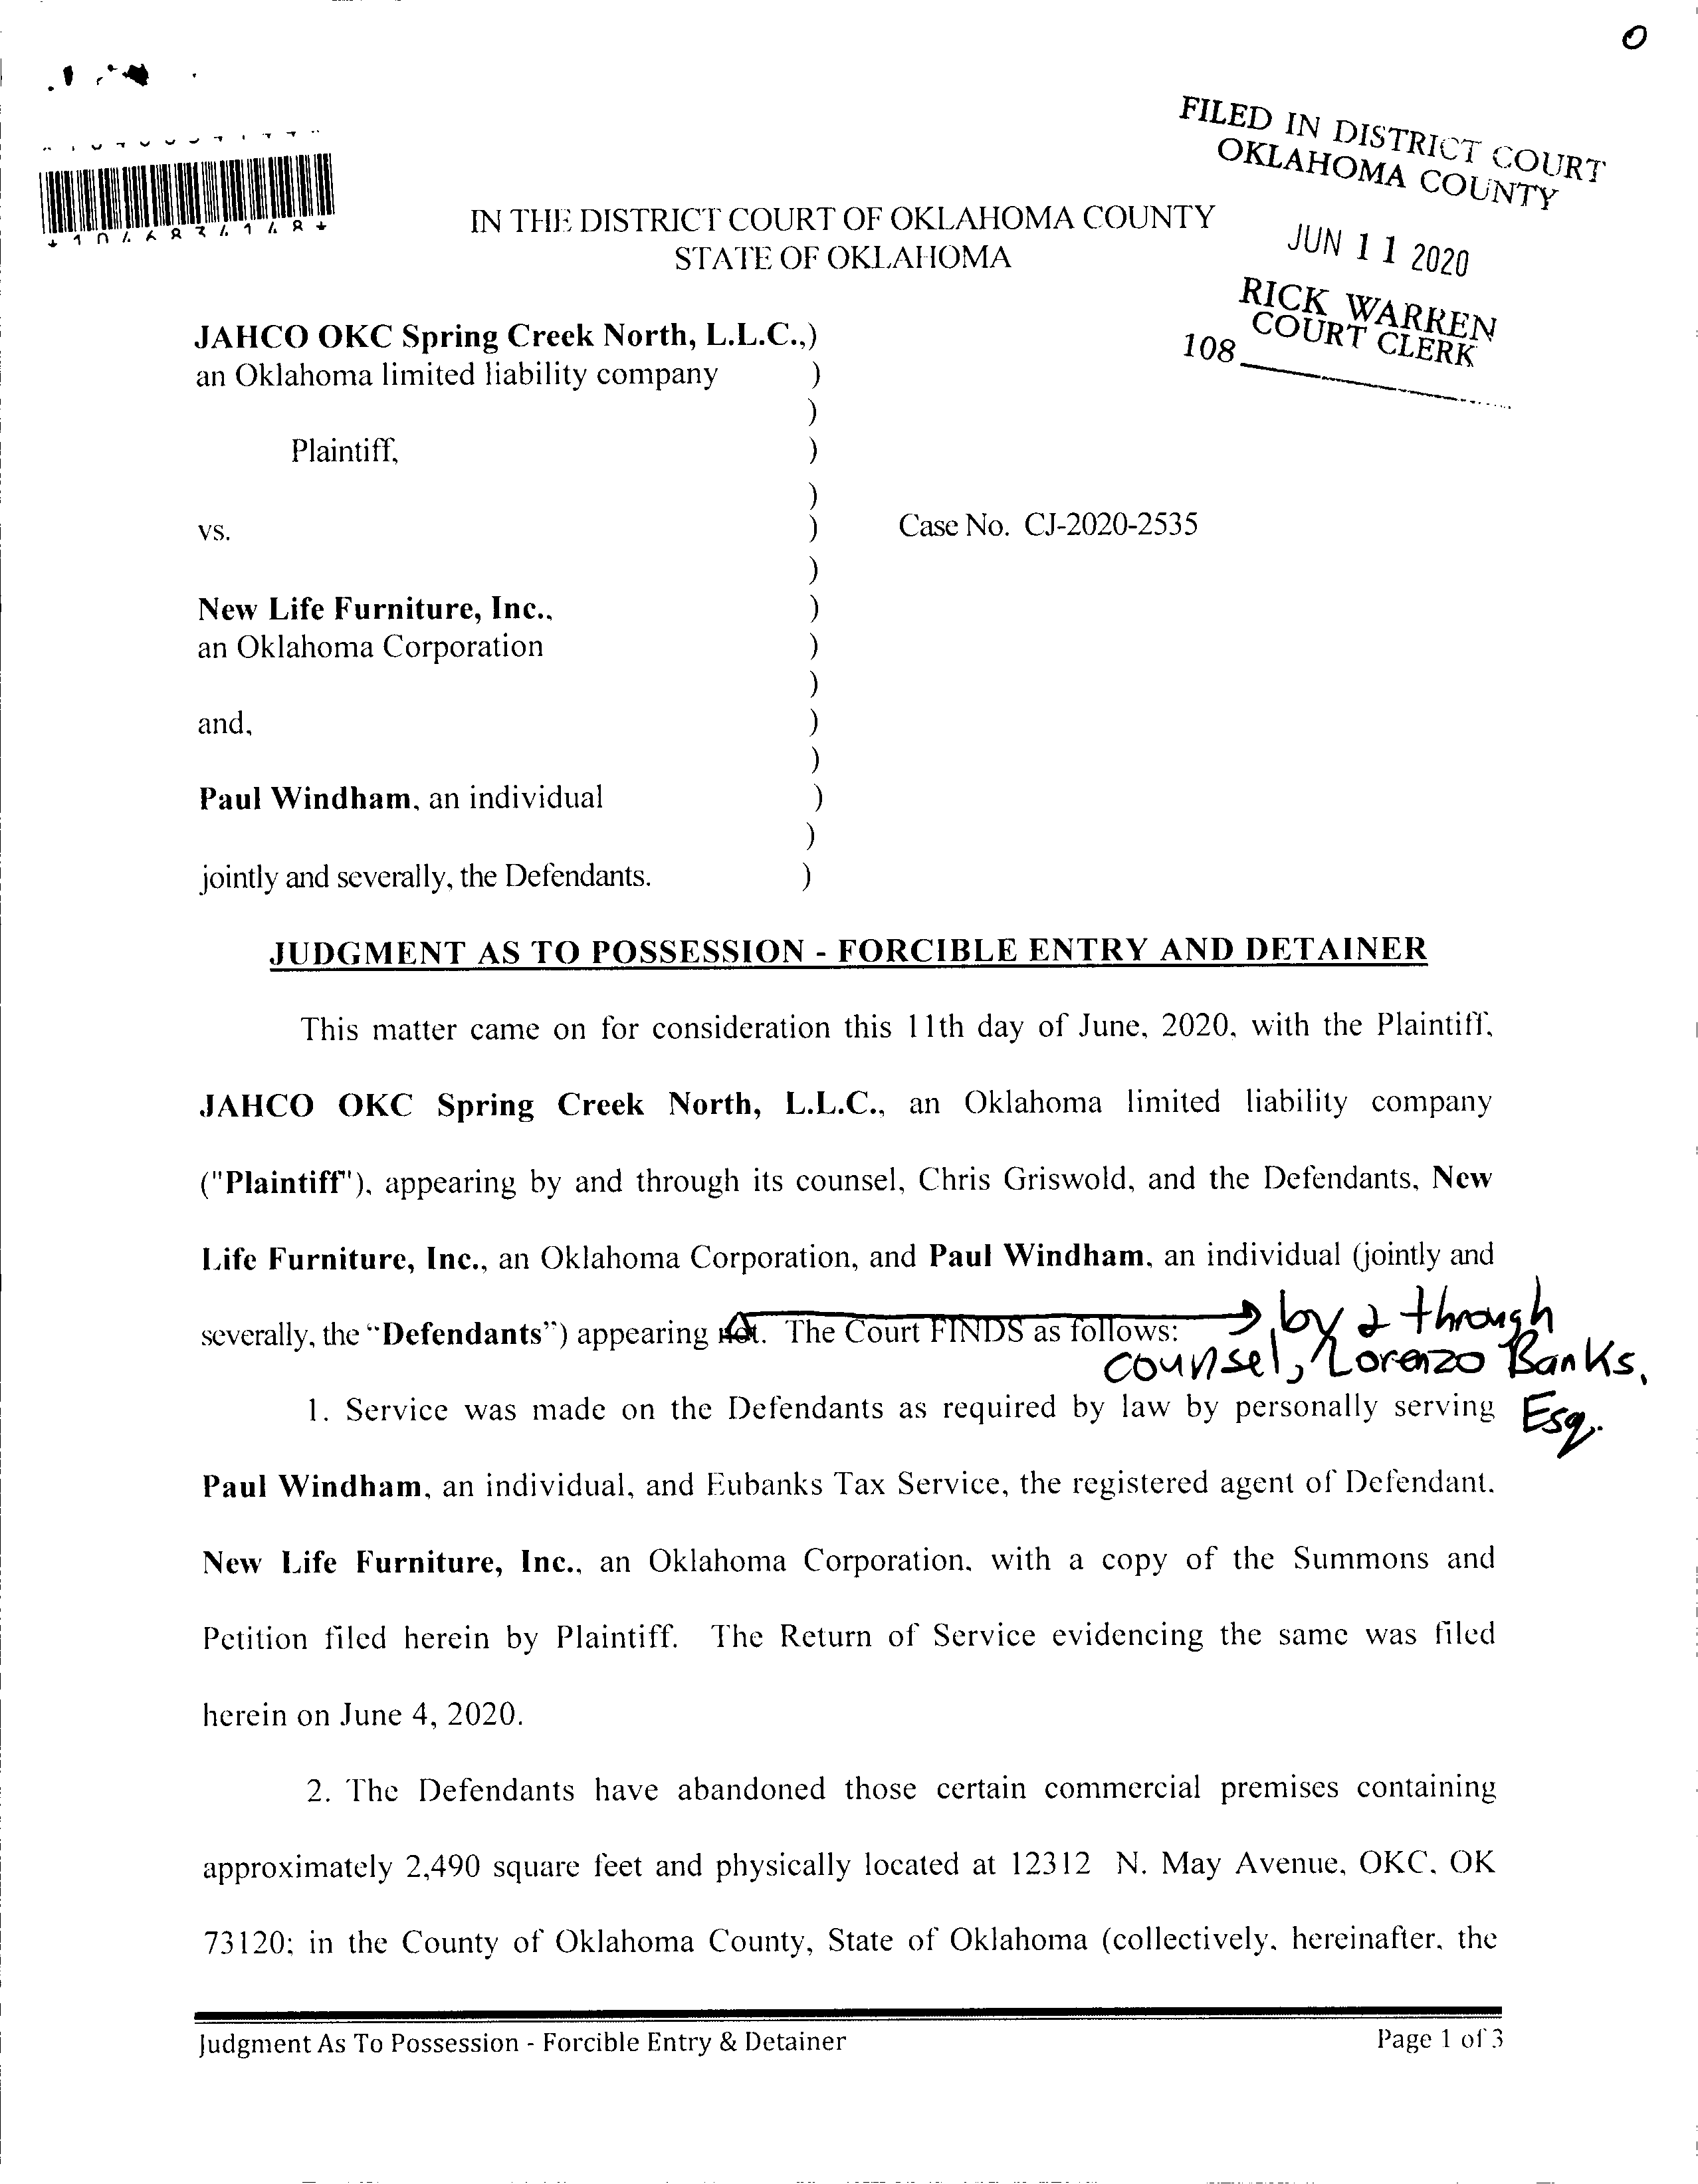 O
FILED IN DISTRICT COURT
OKLAHOMA COUNTY
JUN 11 2020
RICK WARREN
COURT CLERK
108
IN THE DISTRICT COURT OF OKLAHOMA COUNTY
STATE OF OKLAHOMA
JAHCO OKC Spring Creek North, L.L.C.,)
an Oklahoma limited liability company )
)
Plaintiff, )
)
vs. ) Case No. CJ-2020-2535
)
New Life Furniture, Inc., )
an Oklahoma Corporation )
)
and, )
)
Paul Windham, an individual )
)
jointly and severally, the Defendants. )
JUDGMENT AS TO POSSESSION - FORCIBLE ENTRY AND DETAINER
This matter came on for consideration this 11th day of June, 2020, with the Plaintiff,
JAHCO OKC Spring Creek North, L.L.C., an Oklahoma limited liability company
("Plaintiff"), appearing by and through its counsel, Chris Griswold, and the Defendants, New
Life Furniture, Inc., an Oklahoma Corporation, and Paul Windham, an individual (jointly and
severally, the "Defendants") appearing not. The Court FINDS as follows: by & through
counsel, Lorenzo Banks,
Esq.
1. Service was made on the Defendants as required by law by personally serving
Paul Windham, an individual, and Eubanks Tax Service, the registered agent of Defendant,
New Life Furniture, Inc., an Oklahoma Corporation, with a copy of the Summons and
Petition filed herein by Plaintiff. The Return of Service evidencing the same was filed
herein on June 4, 2020.
2. The Defendants have abandoned those certain commercial premises containing
approximately 2,490 square feet and physically located at 12312 N. May Avenue, OKC, OK
73120; in the County of Oklahoma County, State of Oklahoma (collectively, hereinafter, the
Judgment As To Possession - Forcible Entry & Detainer Page 1 of 3